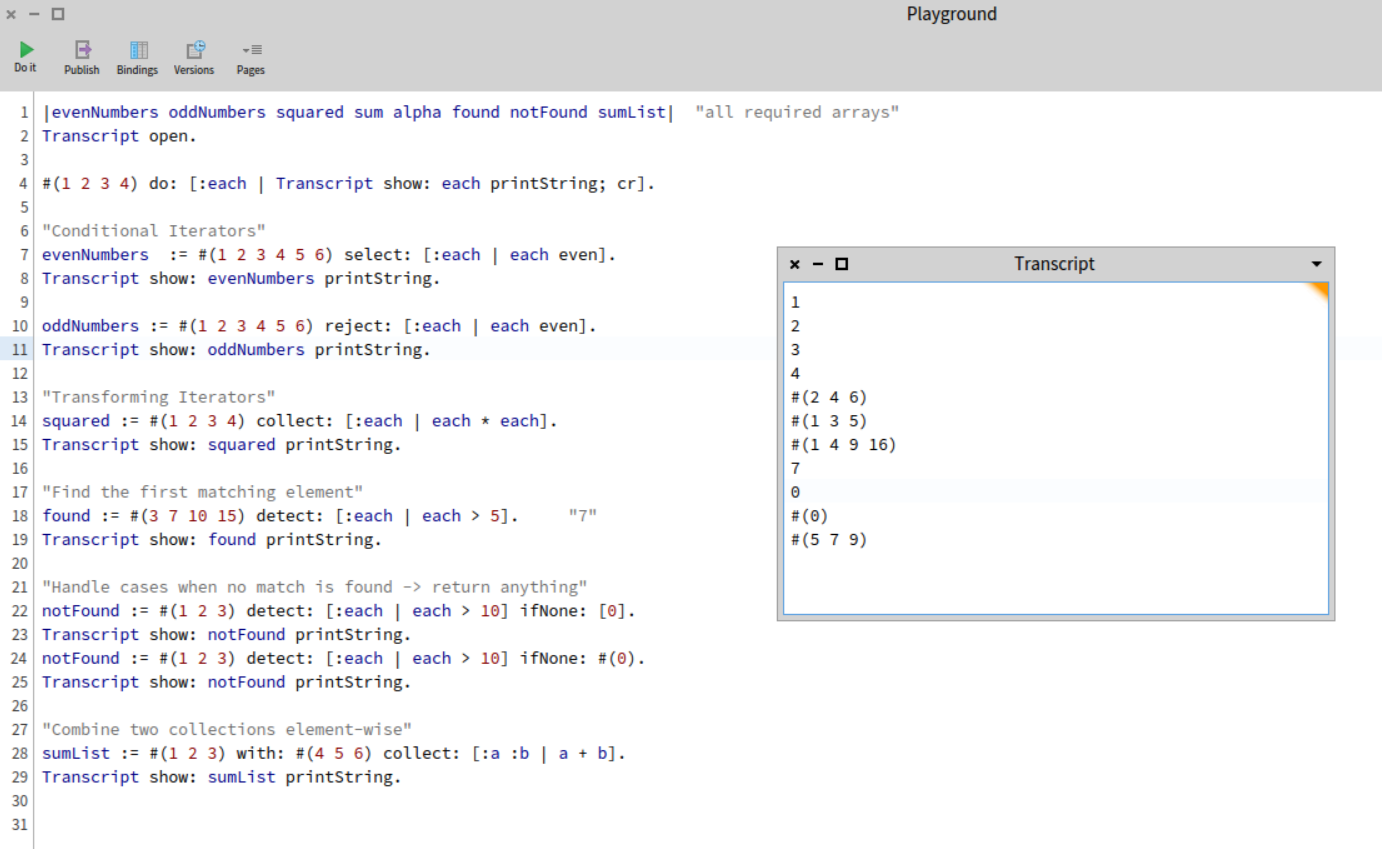 Playground
Do it Publish Bindings Versions Pages
1 |evenNumbers oddNumbers squared sum alpha found notFound sumList| "all required arrays"
2 Transcript open.
3
4 #(1 2 3 4) do: [:each | Transcript show: each printString; cr].
5
6 "Conditional Iterators"
7 evenNumbers  := #(1 2 3 4 5 6) select: [:each | each even].
8 Transcript show: evenNumbers printString.
9
10 oddNumbers := #(1 2 3 4 5 6) reject: [:each | each even].
11 Transcript show: oddNumbers printString.
12
13 "Transforming Iterators"
14 squared := #(1 2 3 4) collect: [:each | each * each].
15 Transcript show: squared printString.
16
17 "Find the first matching element"
18 found := #(3 7 10 15) detect: [:each | each > 5].     "7"
19 Transcript show: found printString.
20
21 "Handle cases when no match is found -> return anything"
22 notFound := #(1 2 3) detect: [:each | each > 10] ifNone: [0].
23 Transcript show: notFound printString.
24 notFound := #(1 2 3) detect: [:each | each > 10] ifNone: #(0).
25 Transcript show: notFound printString.
26
27 "Combine two collections element-wise"
28 sumList := #(1 2 3) with: #(4 5 6) collect: [:a :b | a + b].
29 Transcript show: sumList printString.
30
31
Transcript
1
2
3
4
#(2 4 6)
#(1 3 5)
#(1 4 9 16)
7
0
#(0)
#(5 7 9)